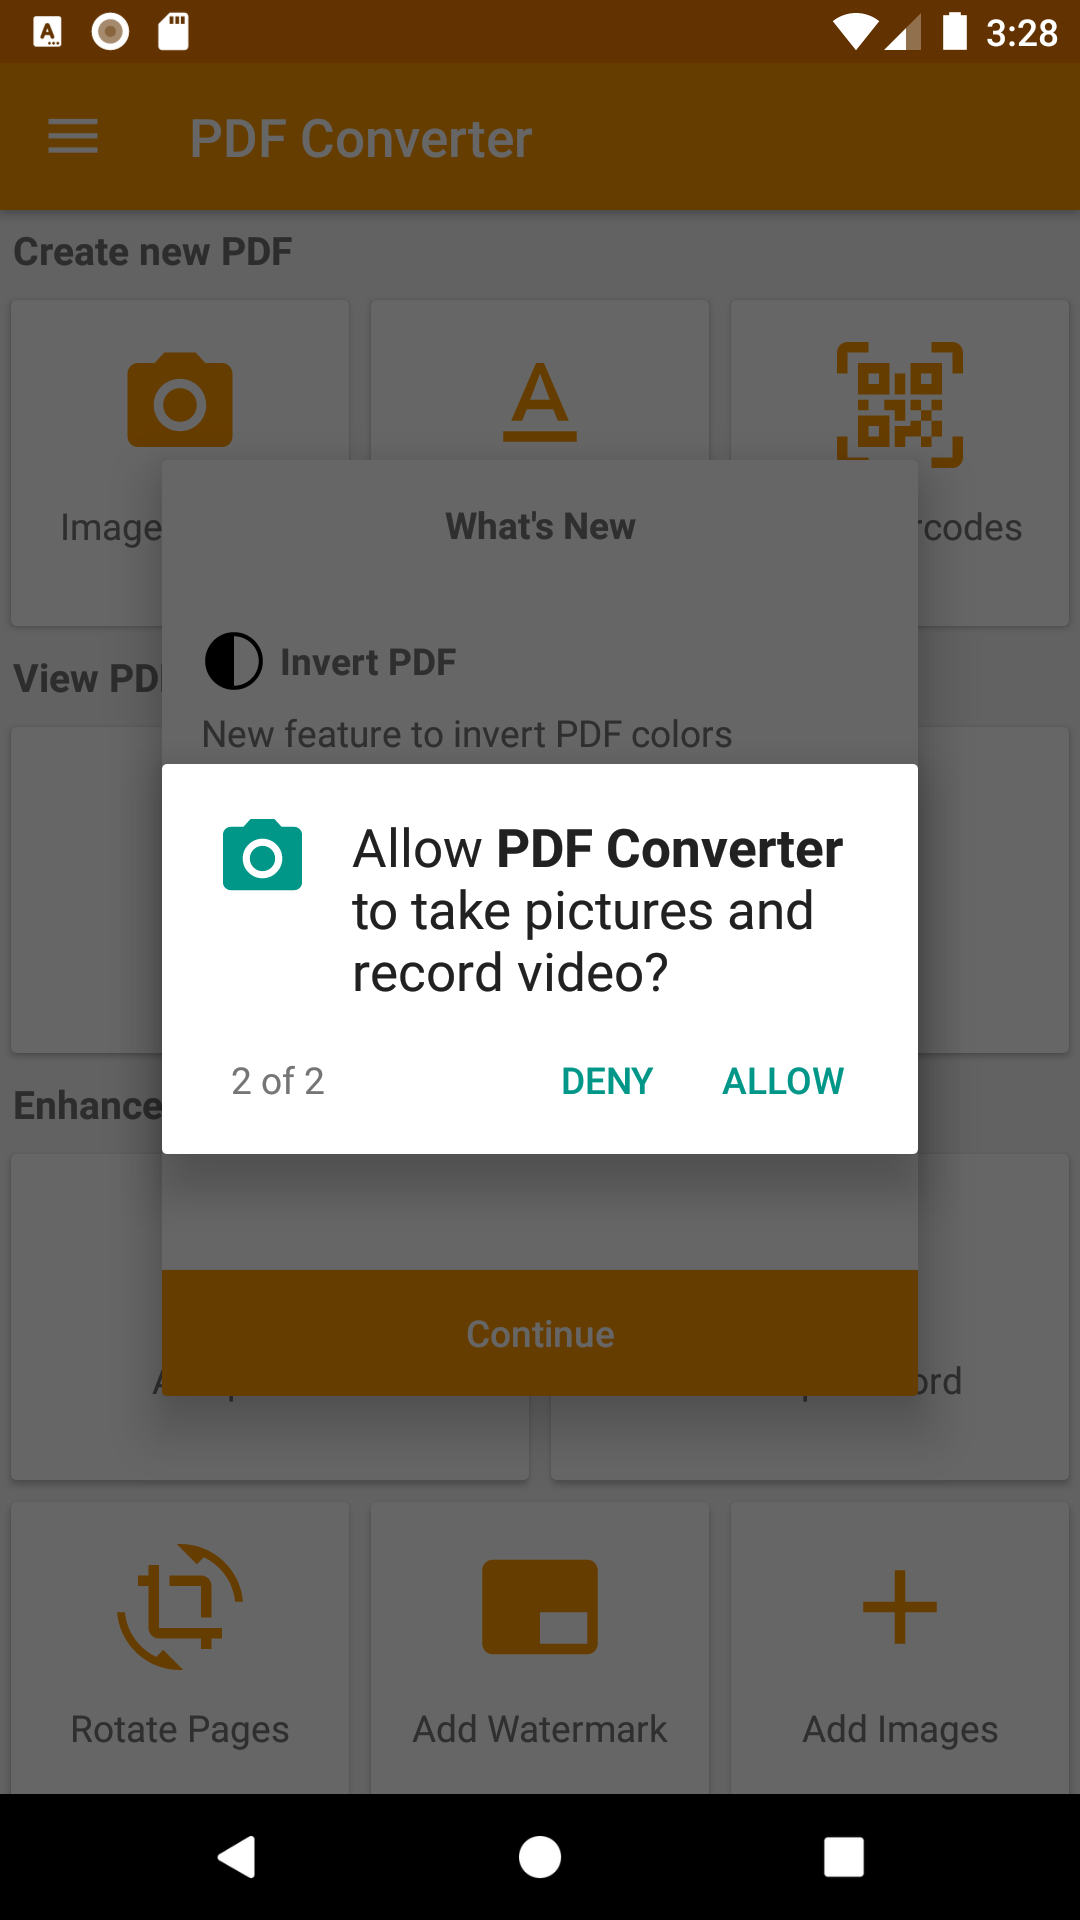 3:28
PDF Converter
Create new PDF
Image
rcodes
What's New
View PD
Invert PDF
New feature to invert PDF colors
Allow PDF Converter
to take pictures and
record video?
2 of 2 DENY ALLOW
Enhance
Continue
ord
Rotate Pages
Add Watermark
Add Images